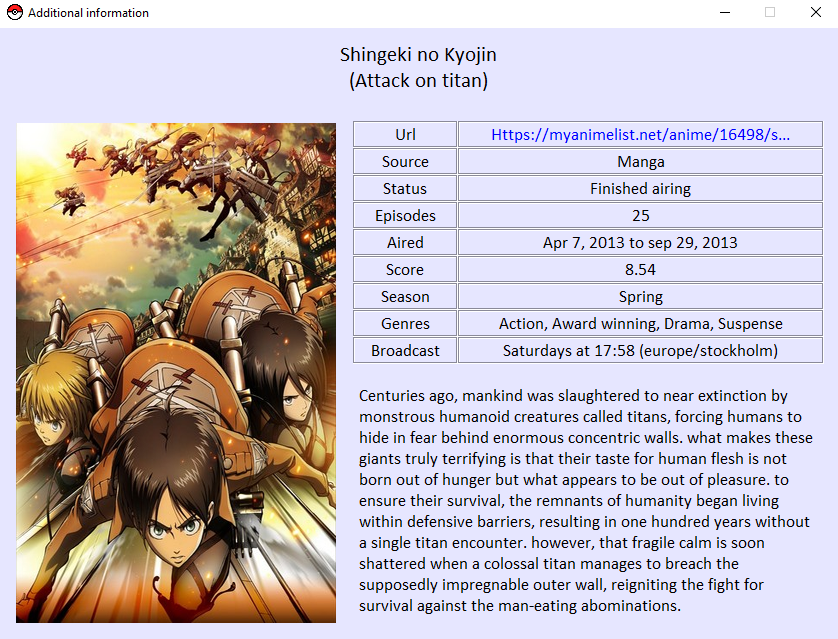 Additional information
Shingeki no Kyojin
(Attack on titan)
Url Https://myanimelist.net/anime/16498/s...
Source Manga
Status Finished airing
Episodes 25
Aired Apr 7, 2013 to sep 29, 2013
Score 8.54
Season Spring
Genres Action, Award winning, Drama, Suspense
Broadcast Saturdays at 17:58 (europe/stockholm)
Centuries ago, mankind was slaughtered to near extinction by
monstrous humanoid creatures called titans, forcing humans to
hide in fear behind enormous concentric walls. what makes these
giants truly terrifying is that their taste for human flesh is not
born out of hunger but what appears to be out of pleasure. to
ensure their survival, the remnants of humanity began living
within defensive barriers, resulting in one hundred years without
a single titan encounter. however, that fragile calm is soon
shattered when a colossal titan manages to breach the
supposedly impregnable outer wall, reigniting the fight for
survival against the man-eating abominations.